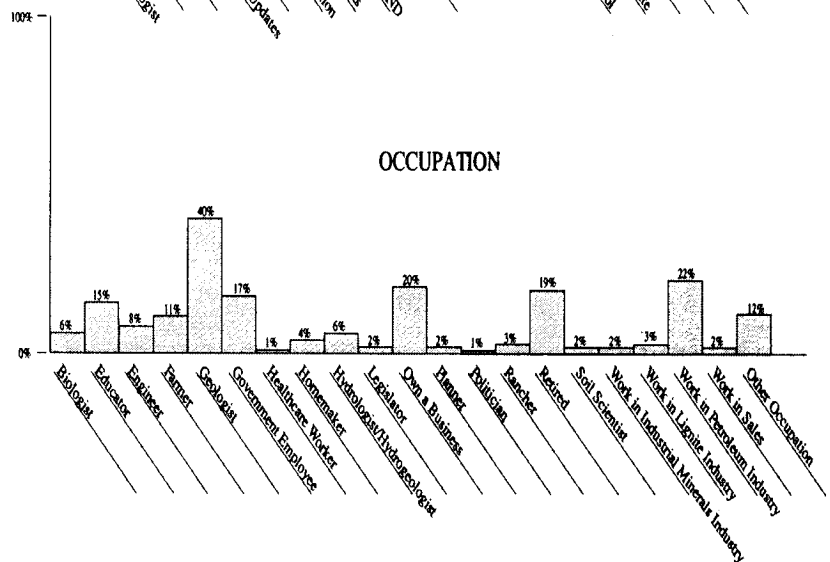 100%
OCCUPATION
6%
15%
8%
11%
40%
17%
1%
4%
6%
2%
20%
2%
1%
3%
19%
2%
2%
3%
22%
2%
12%
0%
Biologist
Educator
Engineer
Farmer
Geologist
Government Employee
Healthcare Worker
Homemaker
Hydrologist/Hydrogeologist
Legislator
Own a Business
Planner
Politician
Rancher
Retired
Soil Scientist
Work in Industrial Minerals Industry
Work in Lignite Industry
Work in Petroleum Industry
Work in Sales
Other Occupation